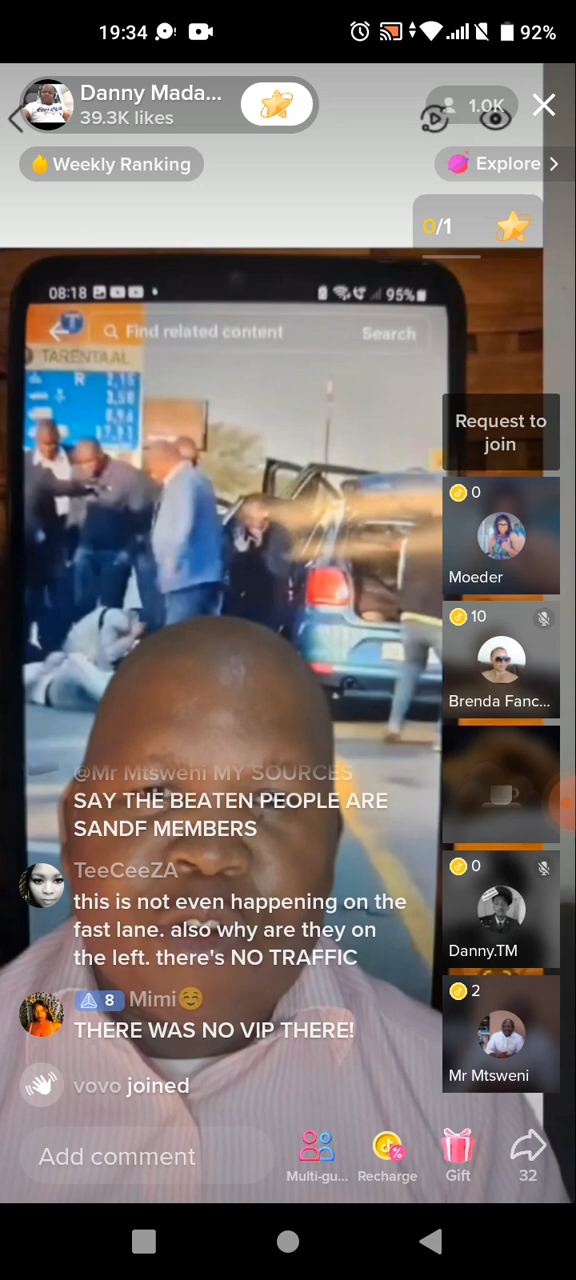 19:34
92%
Danny Mada...
39.3K likes
1.0K
Weekly Ranking
Explore
0/1
08:18
95%
Find related content
Search
TARENTAAL
Request to
join
0
Moeder
10
Brenda Fanc...
0
Danny.TM
2
Mr Mtsweni
@Mr Mtsweni MY SOURCES
SAY THE BEATEN PEOPLE ARE
SANDF MEMBERS
TeeCeeZA
this is not even happening on the
fast lane. also why are they on
the left. there's NO TRAFFIC
8 Mimi😊
THERE WAS NO VIP THERE!
vovo joined
Add comment
Multi-gu...
Recharge
Gift
32